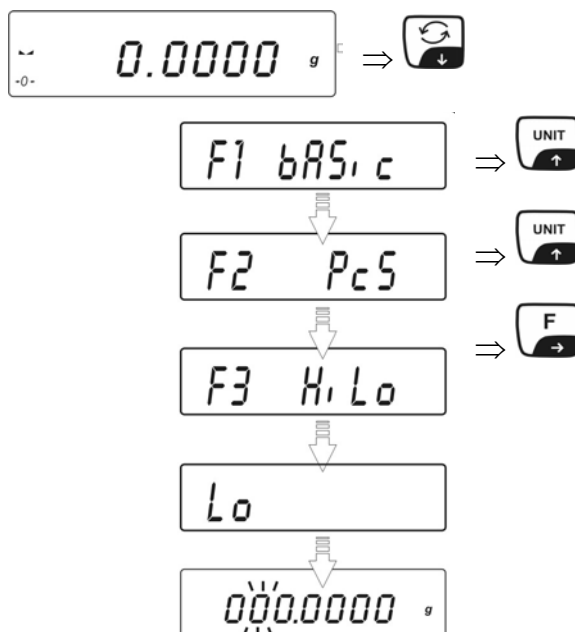 -0- 0.0000 g ⇒
F1 bASic ⇒ UNIT
F2 PcS ⇒ UNIT
⇒ F
F3 HiLo
Lo
000.0000 g